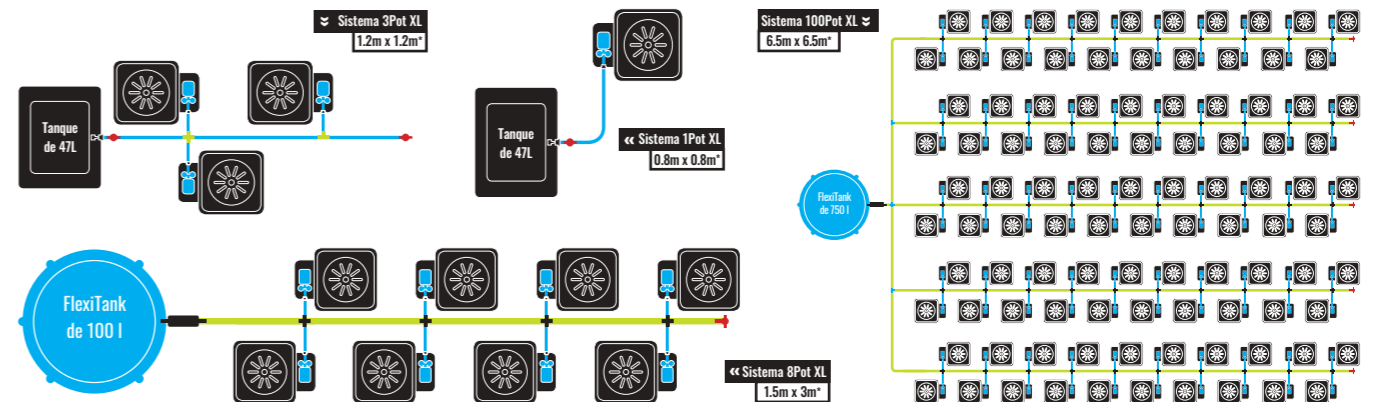 Sistema 3Pot XL
1.2m x 1.2m*
Tanque
de 47L
Tanque
de 47L
« Sistema 1Pot XL
0.8m x 0.8m*
Sistema 100Pot XL
6.5m x 6.5m*
FlexiTank
de 750 l
FlexiTank
de 100 l
« Sistema 8Pot XL
1.5m x 3m*